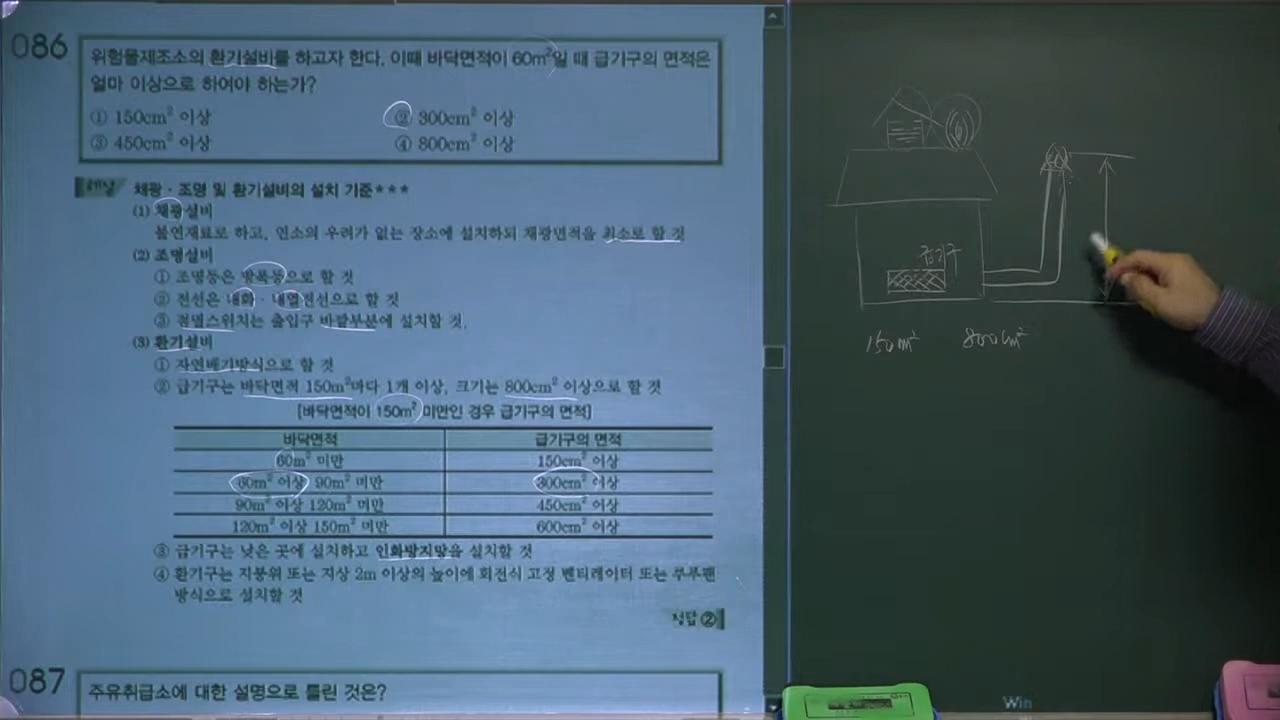 086
위험물제조소의 환기설비를 하고자 한다. 이때 바닥면적이 60m²일 때 급기구의 면적은
얼마 이상으로 하여야 하는가?
① 150cm² 이상
② 300cm² 이상
③ 450cm² 이상
④ 800cm² 이상
해설 채광·조명 및 환기설비의 설치 기준★★★
(1) 채광설비
불연재료로 하고, 연소의 우려가 없는 장소에 설치하되 채광면적을 최소로 할 것
(2) 조명설비
① 조명등은 방폭등으로 할 것
② 전선은 내화·내열전선으로 할 것
③ 점멸스위치는 출입구 바깥부분에 설치할 것.
(3) 환기설비
① 자연배기방식으로 할 것
② 급기구는 바닥면적 150m²마다 1개 이상, 크기는 800cm² 이상으로 할 것
[바닥면적이 150m² 미만인 경우 급기구의 면적]
바닥면적 급기구의 면적
60m² 미만 150cm² 이상
60m² 이상 90m² 미만 300cm² 이상
90m² 이상 120m² 미만 450cm² 이상
120m² 이상 150m² 미만 600cm² 이상
③ 급기구는 낮은 곳에 설치하고 인화방지망을 설치할 것
④ 환기구는 지붕위 또는 지상 2m 이상의 높이에 회전식 고정 벤티레이터 또는 루푸팬
방식으로 설치할 것
정답 ②
087
주유취급소에 대한 설명으로 틀린 것은?
급기구
150m² 800cm²
Win